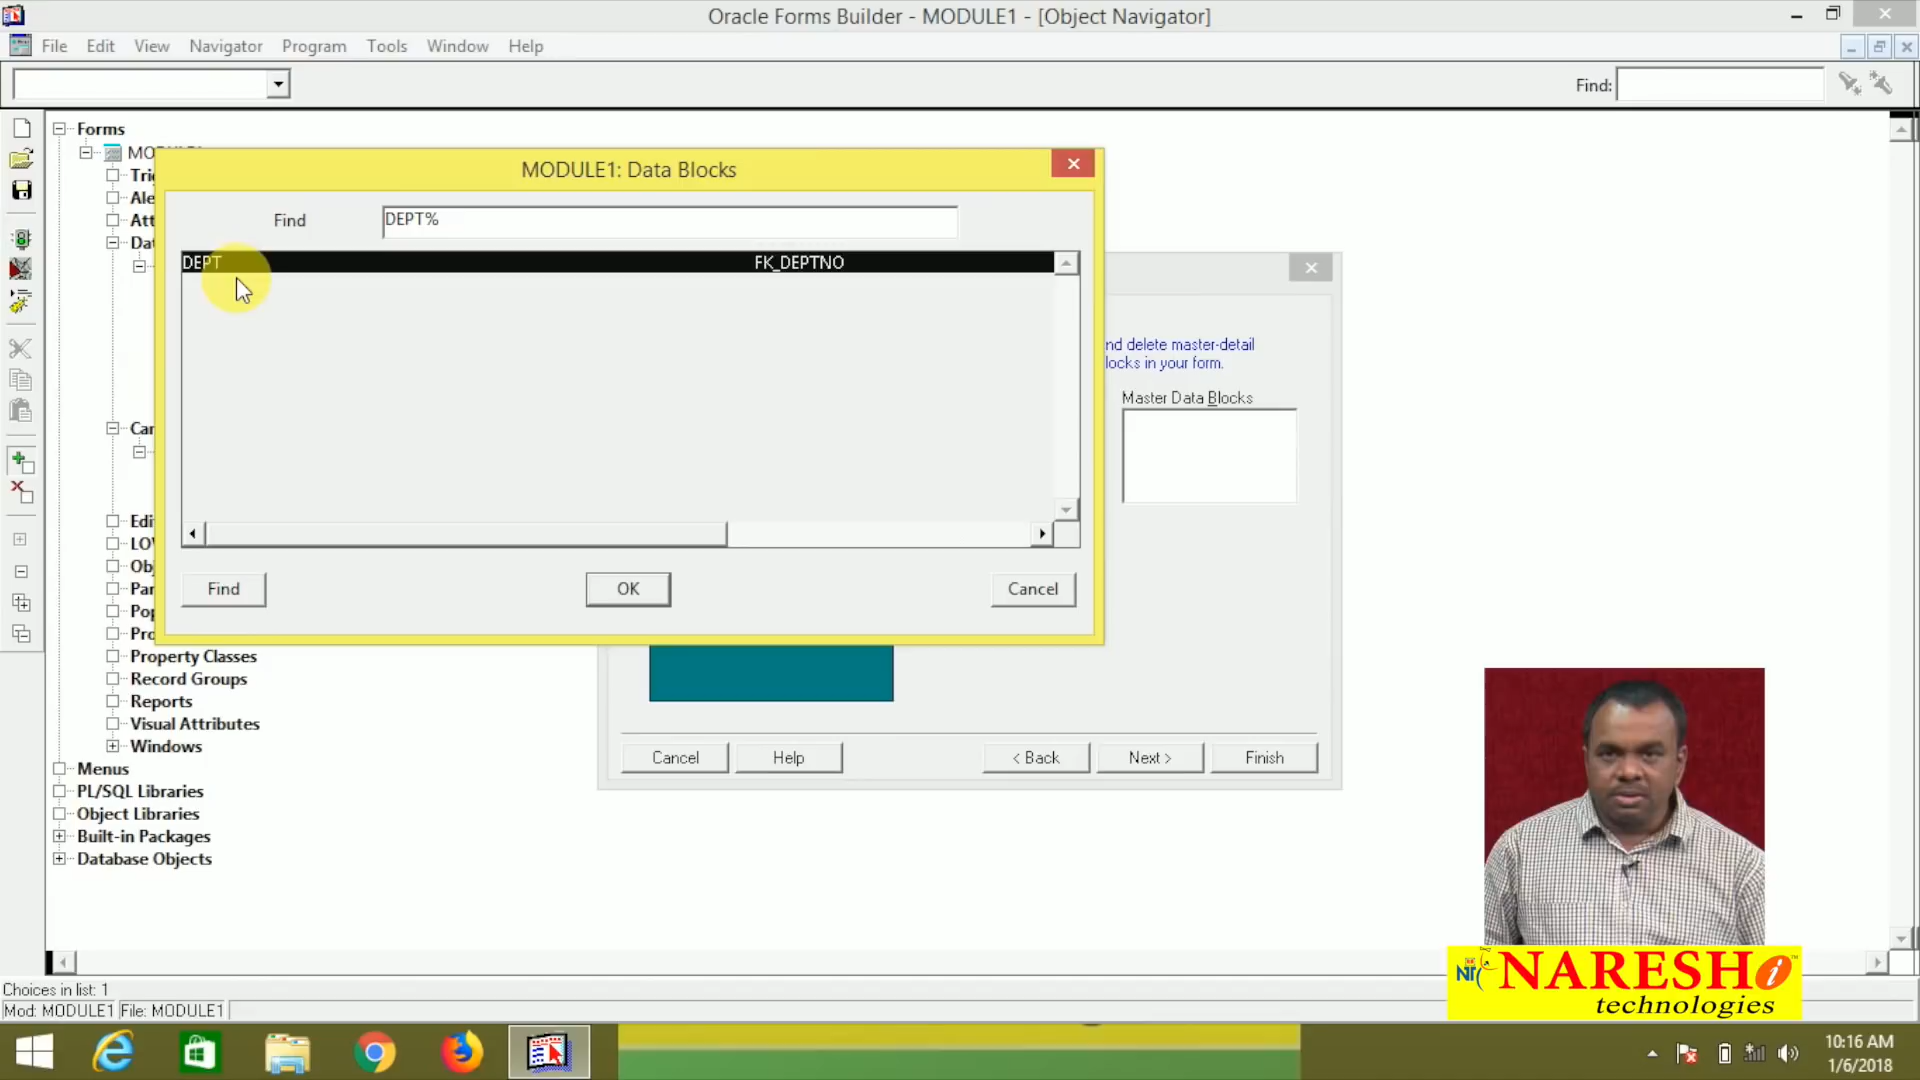 Oracle Forms Builder - MODULE1 - [Object Navigator]
File Edit View Navigator Program Tools Window Help
Find:
Forms
Property Classes
Record Groups
Reports
Visual Attributes
Windows
Menus
PL/SQL Libraries
Object Libraries
Built-in Packages
Database Objects
MODULE1: Data Blocks
Find DEPT%
DEPT FK_DEPTNO
Find OK Cancel
nd delete master-detail
locks in your form.
Master Data Blocks
Cancel Help < Back Next > Finish
NARESH i
technologies
Choices in list: 1
Mod: MODULE1 File: MODULE1
10:16 AM
1/6/2018